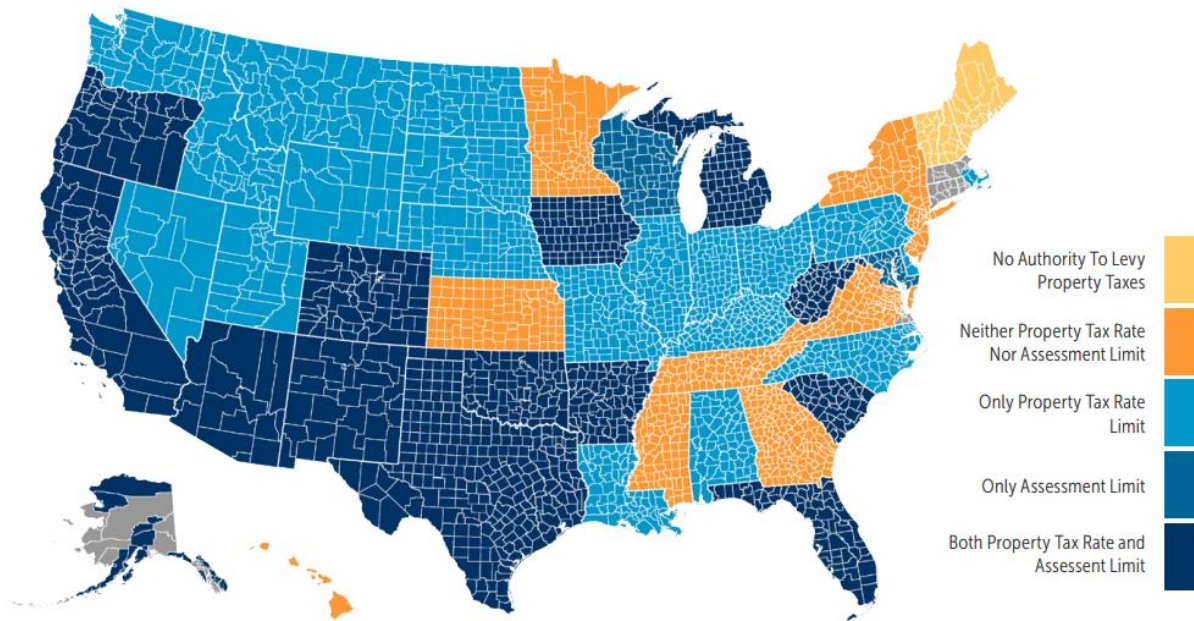 No Authority To Levy
Property Taxes
Neither Property Tax Rate
Nor Assessment Limit
Only Property Tax Rate
Limit
Only Assessment Limit
Both Property Tax Rate and
Assessent Limit